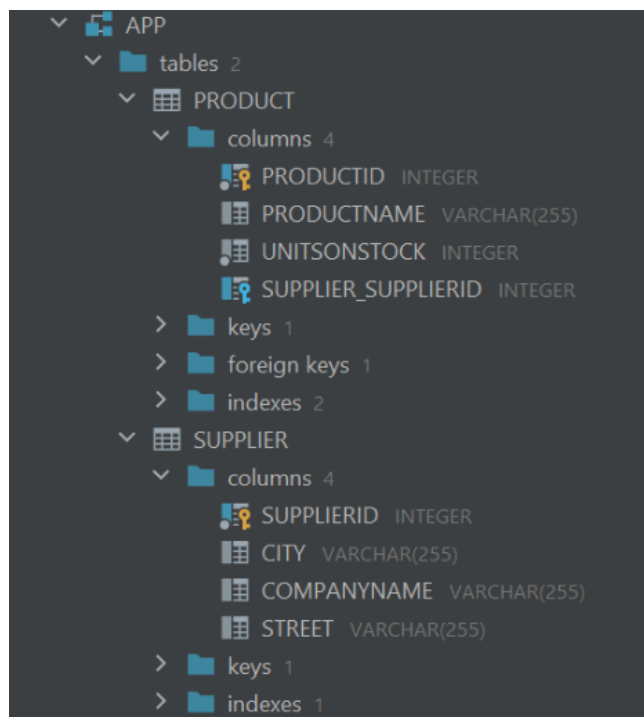 APP
tables 2
PRODUCT
columns 4
PRODUCTID INTEGER
PRODUCTNAME VARCHAR(255)
UNITSONSTOCK INTEGER
SUPPLIER_SUPPLIERID INTEGER
keys 1
foreign keys 1
indexes 2
SUPPLIER
columns 4
SUPPLIERID INTEGER
CITY VARCHAR(255)
COMPANYNAME VARCHAR(255)
STREET VARCHAR(255)
keys 1
indexes 1